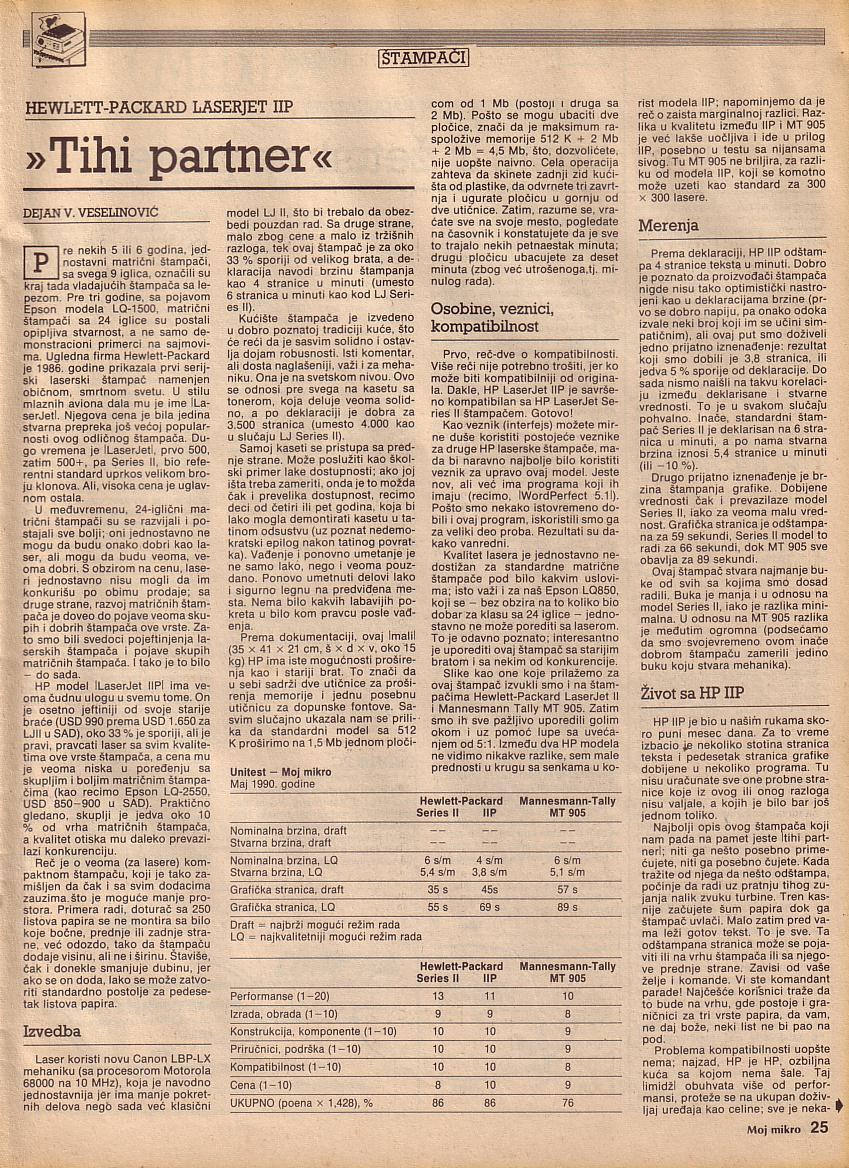 ŠTAMPAČI
HEWLETT-PACKARD LASERJET IIP
»Tihi partner«
DEJAN V. VESELINOVIĆ
Pre nekih 5 ili 6 godina, jed-
nostavni matrični štampači,
sa svega 9 iglica, označili su
kraj tada vladajućih štampača sa le-
pezom. Pre tri godine, sa pojavom
Epson modela LQ-1500, matrični
štampači sa 24 iglice su postali
opipljiva stvarnost, a ne samo de-
monstracioni primerci na sajmovi-
ma. Ugledna firma Hewlett-Packard
je 1986. godine prikazala prvi serij-
ski laserski štampač namenjen
običnom, smrtnom svetu. U stilu
mlaznih aviona dala mu je ime |La-
serJet|. Njegova cena je bila jedina
stvarna prepreka još većoj popular-
nosti ovog odličnog štampača. Du-
go vremena je |LaserJet|, prvo 500,
zatim 500+, pa Series II, bio refe-
rentni standard uprkos velikom bro-
ju klonova. Ali, visoka cena je uglav-
nom ostala.
U međuvremenu, 24-iglični ma-
trični štampači su se razvijali i po-
stajali sve bolji; oni jednostavno ne
mogu da budu onako dobri kao la-
ser, ali mogu da budu veoma, ve-
oma dobri. S obzirom na cenu, lase-
ri jednostavno nisu mogli da im
konkurišu po obimu prodaje; sa
druge strane, razvoj matričnih štam-
pača je doveo do pojave veoma sku-
pih i dobrih štampača ove vrste. Za-
to smo bili svedoci pojeftinjenja la-
serskih štampača i pojave skupih
matričnih štampača. I tako je to bilo
– do sada.
HP model |LaserJet IIP| ima ve-
oma čudnu ulogu u svemu tome. On
je osetno jeftiniji od svoje starije
braće (USD 990 prema USD 1.650 za
LJII u SAD), oko 33 % je sporiji, ali je
pravi, pravcati laser sa svim kvalite-
tima ove vrste štampača, a cena mu
je veoma niska u poređenju sa
skupljim i boljim matričnim štampa-
čima (kao recimo Epson LQ-2550,
USD 850–900 u SAD). Praktično
gledano, skuplji je jedva oko 10
% od vrha matričnih štampača,
a kvalitet otiska mu daleko prevazi-
lazi konkurenciju.
Reč je o veoma (za lasere) kom-
paktnom štampaču, koji je tako za-
mišljen da čak i sa svim dodacima
zauzima što je moguće manje pro-
stora. Primera radi, doturač sa 250
listova papira se ne montira sa bilo
koje bočne, prednje ili zadnje stra-
ne, već odozdo, tako da štampaču
dodaje visinu, ali ne i širinu. Štaviše,
čak i donekle smanjuje dubinu, jer
ako se on doda, lako se može zatvo-
riti standardno postolje za pedese-
tak listova papira.
Izvedba
Laser koristi novu Canon LBP-LX
mehaniku (sa procesorom Motorola
68000 na 10 MHz), koja je navodno
jednostavnija jer ima manje pokret-
nih delova nego sada već klasični
model LJ II, što bi trebalo da obez-
bedi pouzdan rad. Sa druge strane,
malo zbog cene a malo iz tržišnih
razloga, tek ovaj štampač je za oko
33 % sporiji od velikog brata, a de-
klaracija navodi brzinu štampanja
kao 4 stranice u minuti (umesto
6 stranica u minuti kao kod LJ Seri-
es II).
Kućište štampača je izvedeno
u dobro poznatoj tradiciji kuće, što
će reći da je sasvim solidno i ostav-
lja dojam robusnosti. Isti komentar,
ali dosta naglašeniji, važi i za meha-
niku. Ona je na svetskom nivou. Ovo
se odnosi pre svega na kasetu sa
tonerom, koja deluje veoma solid-
no, a po deklaraciji je dobra za
3.500 stranica (umesto 4.000 kao
u slučaju LJ Series II).
Samoj kaseti se pristupa sa pred-
nje strane. Može poslužiti kao škol-
ski primer lake dostupnosti; ako joj
išta treba zameriti, onda je to možda
čak i prevelika dostupnost, recimo
deci od četiri ili pet godina, koja bi
lako mogla demontirati kasetu u ta-
tinom odsustvu (uz poznat nedemo-
kratski epilog nakon tatinog povrat-
ka). Vađenje i ponovno umetanje je
ne samo lako, nego i veoma pouz-
dano. Ponovo umetnuti delovi lako
i sigurno legnu na predviđena me-
sta. Nema bilo kakvih labavijih po-
kreta u bilo kom pravcu posle vađ-
enja.
Prema dokumentaciji, ovaj |mali|
(35 × 41 × 21 cm, š × d × v, oko 15
kg) HP ima iste mogućnosti prošire-
nja kao i stariji brat. To znači da
u sebi sadrži dve utičnice za proši-
renja memorije i jednu posebnu
utičnicu za dopunske fontove. Sa-
svim slučajno ukazala nam se prili-
ka da standardni model sa 512
K proširimo na 1,5 Mb jednom ploči-
com od 1 Mb (postoji i druga sa
2 Mb). Pošto se mogu ubaciti dve
pločice, znači da je maksimum ra-
spoložive memorije 512 K + 2 Mb
+ 2 Mb = 4,5 Mb, što, dozvolićete,
nije uopšte naivno. Cela operacija
zahteva da skinete zadnji zid kući-
šta od plastike, da odvrnete tri zavrt-
nja i ugurate pločicu u gornju od
dve utičnice. Zatim, razume se, vra-
ćate sve na svoje mesto, pogledate
na časovnik i konstatujete da je sve
to trajalo nekih petnaestak minuta;
drugu pločicu ubacujete za deset
minuta (zbog već utrošenoga,tj. mi-
nulog rada).
Osobine, veznici,
kompatibilnost
Prvo, reč-dve o kompatibilnosti.
Više reči nije potrebno trošiti, jer ko
može biti kompatibilniji od origina-
la. Dakle, HP LaserJet IIP je savrše-
no kompatibilan sa HP LaserJet Se-
ries II štampačem. Gotovo!
Kao veznik (interfejs) možete mir-
ne duše koristiti postojeće veznike
za druge HP laserske štampače, ma-
da bi naravno najbolje bilo koristiti
veznik za upravo ovaj model. Jeste
nov, ali već ima programa koji ih
imaju (recimo, |WordPerfect 5.1|).
Pošto smo nekako istovremeno do-
bili i ovaj program, iskoristili smo ga
za veliki deo proba. Rezultati su da-
kako vanredni.
Kvalitet lasera je jednostavno ne-
dostižan za standardne matrične
štampače pod bilo kakvim uslovi-
ma; isto važi i za naš Epson LQ850,
koji se – bez obzira na to koliko bio
dobar za klasu sa 24 iglice – jedno-
stavno ne može porediti sa laserom.
To je odavno poznato; interesantno
je uporediti ovaj štampač sa starijim
bratom i sa nekim od konkurencije.
Slike kao one koje prilažemo za
ovaj štampač izvukli smo i na štam-
pačima Hewlett-Packard LaserJet II
i Mannesmann Tally MT 905. Zatim
smo ih sve pažljivo uporedili golim
okom i uz pomoć lupe sa uveća-
njem od 5:1. Između dva HP modela
ne vidimo nikakve razlike, sem male
prednosti u krugu sa senkama u ko-
rist modela IIP; napominjemo da je
reč o zaista marginalnoj razlici. Raz-
lika u kvalitetu između IIP i MT 905
je već lakše uočljiva i ide u prilog
IIP, posebno u testu sa nijansama
sivog. Tu MT 905 ne briljira, za razli-
ku od modela IIP, koji se komotno
može uzeti kao standard za 300
× 300 lasere.
Merenja
Prema deklaraciji, HP IIP odštam-
pa 4 stranice teksta u minuti. Dobro
je poznato da proizvođači štampača
nigde nisu tako optimistički nastro-
jeni kao u deklaracijama brzine (pr-
vo se dobro napiju, pa onako odoka
izvale neki broj koji im se učini sim-
patičnim), ali ovaj put smo doživeli
jedno prijatno iznenađenje: rezultat
koji smo dobili je 3,8 stranica, ili
jedva 5 % sporije od deklaracije. Do
sada nismo naišli na takvu korelaci-
ju između deklarisane i stvarne
vrednosti. To je u svakom slučaju
pohvalno. Inače, standardni štam-
pač Series II je deklarisan na 6 stra-
nica u minuti, a po nama stvarna
brzina iznosi 5,4 stranice u minuti
(ili –10 %).
Drugo prijatno iznenađenje je br-
zina štampanja grafike. Dobijene
vrednosti čak i prevazilaze model
Series II, iako za veoma malu vred-
nost. Grafička stranica je odštampa-
na za 59 sekundi, Series II model to
radi za 66 sekundi, dok MT 905 sve
obavlja za 89 sekundi.
Ovaj štampač stvara najmanje bu-
ke od svih sa kojima smo dosad
radili. Buka je manja i u odnosu na
model Series II, iako je razlika mini-
malna. U odnosu na MT 905 razlika
je međutim ogromna (podsećamo
da smo svojevremeno ovom inače
dobrom štampaču zamerili jedino
buku koju stvara mehanika).
Život sa HP IIP
HP IIP je bio u našim rukama sko-
ro puni mesec dana. Za to vreme
izbacio je nekoliko stotina stranica
teksta i pedesetak stranica grafike
dobijene u nekoliko programa. Tu
nisu uračunate sve one probne stra-
nice koje iz ovog ili onog razloga
nisu valjale, a kojih je bilo bar još
jednom toliko.
Najbolji opis ovog štampača koji
nam pada na pamet jeste |tihi part-
ner|; niti ga nešto posebno prime-
ćujete, niti ga posebno čujete. Kada
tražite od njega da nešto odštampa,
počinje da radi uz pratnju tihog zu-
janja nalik zvuku turbine. Tren kas-
nije začujete šum papira dok ga
štampač uvlači. Malo zatim pred va-
ma leži gotov tekst. To je sve. Ta
odštampana stranica može se poja-
viti ili na vrhu štampača ili sa njego-
ve prednje strane. Zavisi od vaše
želje i komande. Vi ste komandant
parade! Najčešće korisnici traže da
to bude na vrhu, gde postoje i gra-
ničnici za tri vrste papira, da vam,
ne daj bože, neki list ne bi pao na
pod.
Problema kompatibilnosti uopšte
nema; najzad, HP je HP, ozbiljna
kuća sa kojom nema šale. Taj
|imidž| obuhvata više od perfor-
mansi, proteže se na ukupan doživ-
ljaj uređaja kao celine; sve je neka-
Unitest – Moj mikro
Maj 1990. godine
Hewlett-Packard Mannesmann-Tally
Series II IIP MT 905
Nominalna brzina, draft –– –– ––
Stvarna brzina, draft –– –– ––
Nominalna brzina, LQ 6 s/m 4 s/m 6 s/m
Stvarna brzina, LQ 5,4 s/m 3,8 s/m 5,1 s/m
Grafička stranica, draft 35 s 45s 57 s
Grafička stranica, LQ 55 s 69 s 89 s
Draft = najbrži mogući režim rada
LQ = najkvalitetniji mogući režim rada
Hewlett-Packard Mannesmann-Tally
Series II IIP MT 905
Performanse (1–20) 13 11 10
Izrada, obrada (1–10) 9 9 8
Konstrukcija, komponente (1–10) 10 10 9
Priručnici, podrška (1–10) 10 10 9
Kompatibilnost (1–10) 10 10 8
Cena (1–10) 8 10 9
UKUPNO (poena × 1,428), % 86 86 76
Moj mikro 25